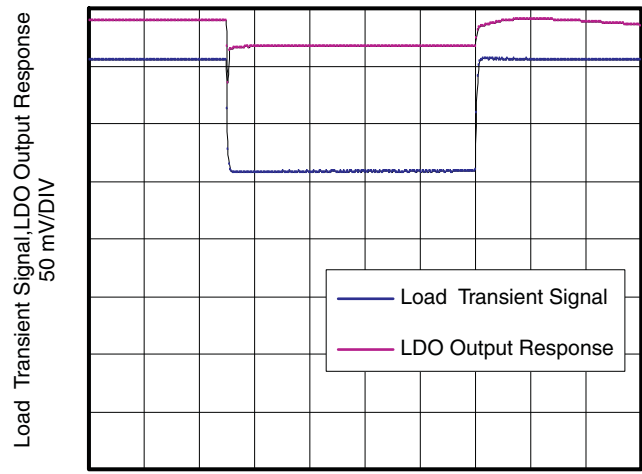 Load Transient Signal,LDO Output Response
50 mV/DIV
Load Transient Signal
LDO Output Response